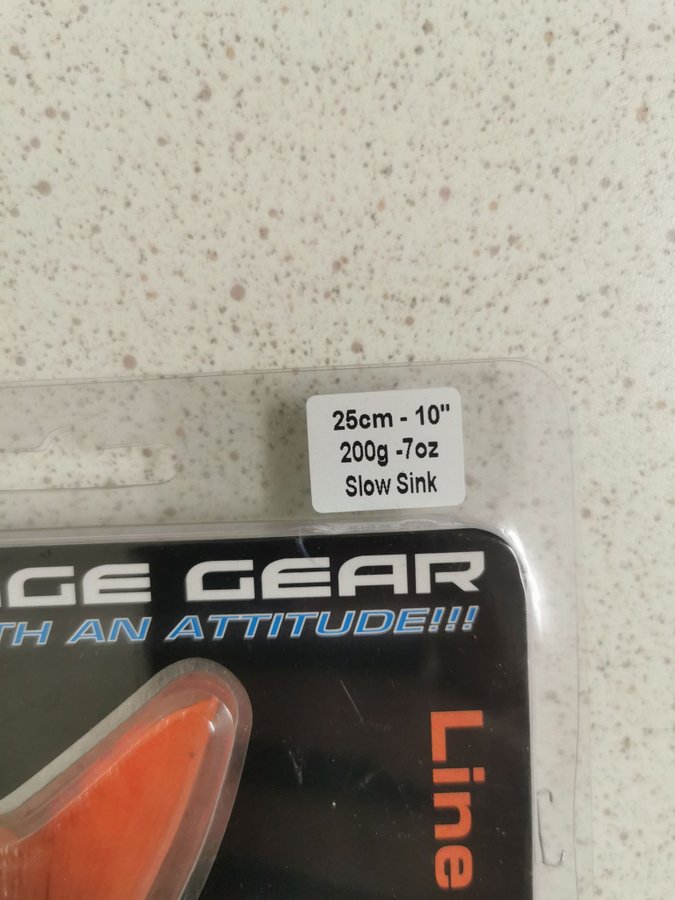 25cm - 10"
200g -7oz
Slow Sink
GE GEAR
TH AN ATTITUDE!!!
Line